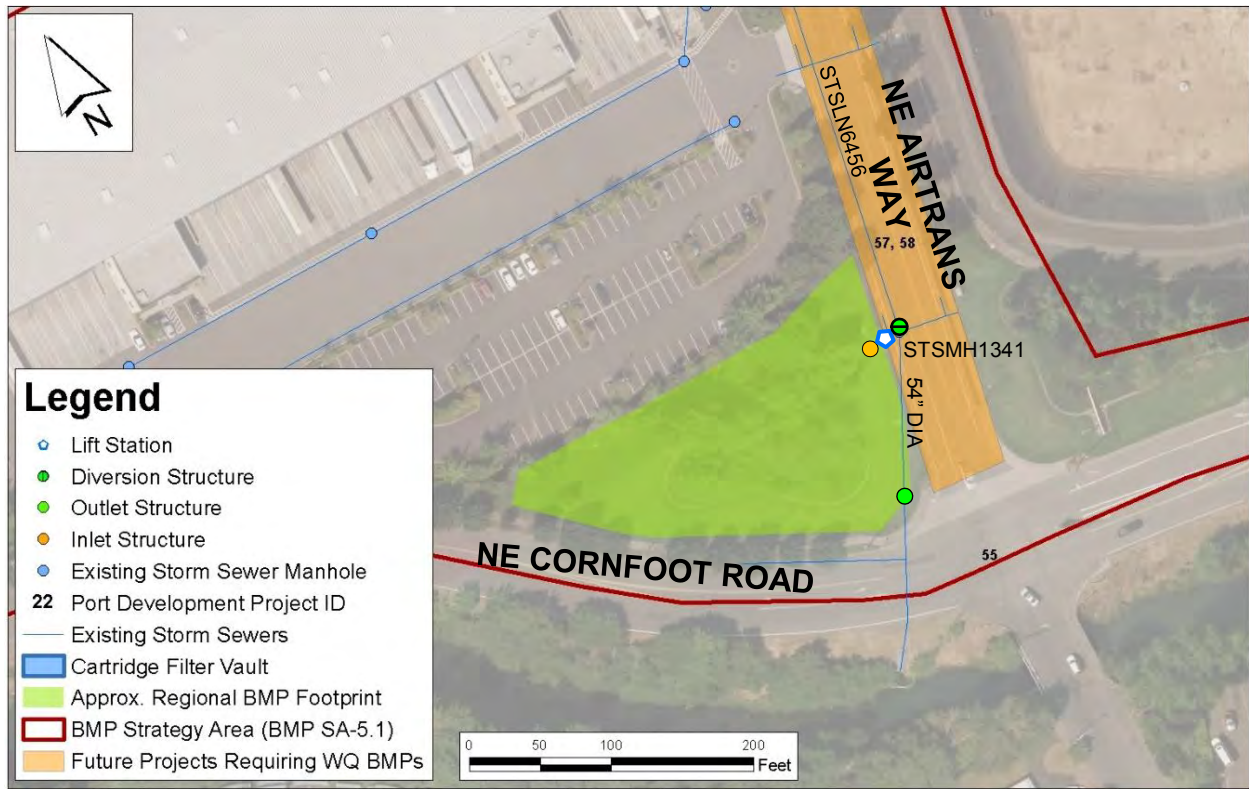 N
STSLN6456
NE AIRTRANS
WAY
57, 58
STSMH1341
54” DIA
NE CORNFOOT ROAD
55
Legend
Lift Station
Diversion Structure
Outlet Structure
Inlet Structure
Existing Storm Sewer Manhole
22 Port Development Project ID
Existing Storm Sewers
Cartridge Filter Vault
Approx. Regional BMP Footprint
BMP Strategy Area (BMP SA-5.1)
Future Projects Requiring WQ BMPs
0 50 100 200
Feet